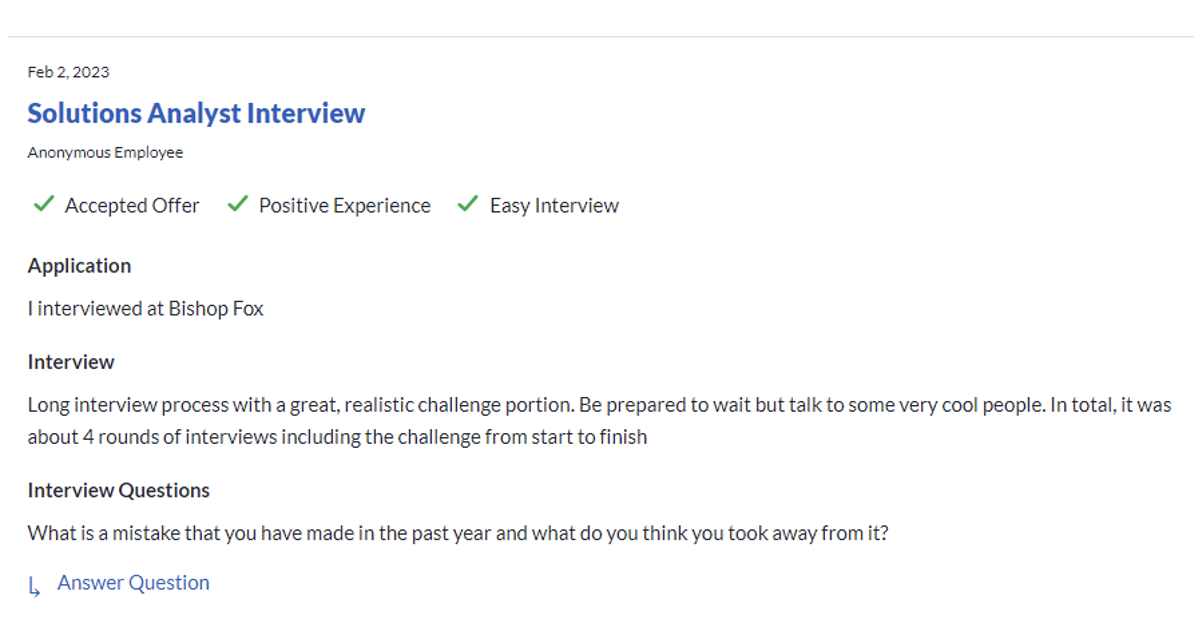 Feb 2, 2023
Solutions Analyst Interview
Anonymous Employee
Accepted Offer Positive Experience Easy Interview
Application
I interviewed at Bishop Fox
Interview
Long interview process with a great, realistic challenge portion. Be prepared to wait but talk to some very cool people. In total, it was
about 4 rounds of interviews including the challenge from start to finish
Interview Questions
What is a mistake that you have made in the past year and what do you think you took away from it?
Answer Question